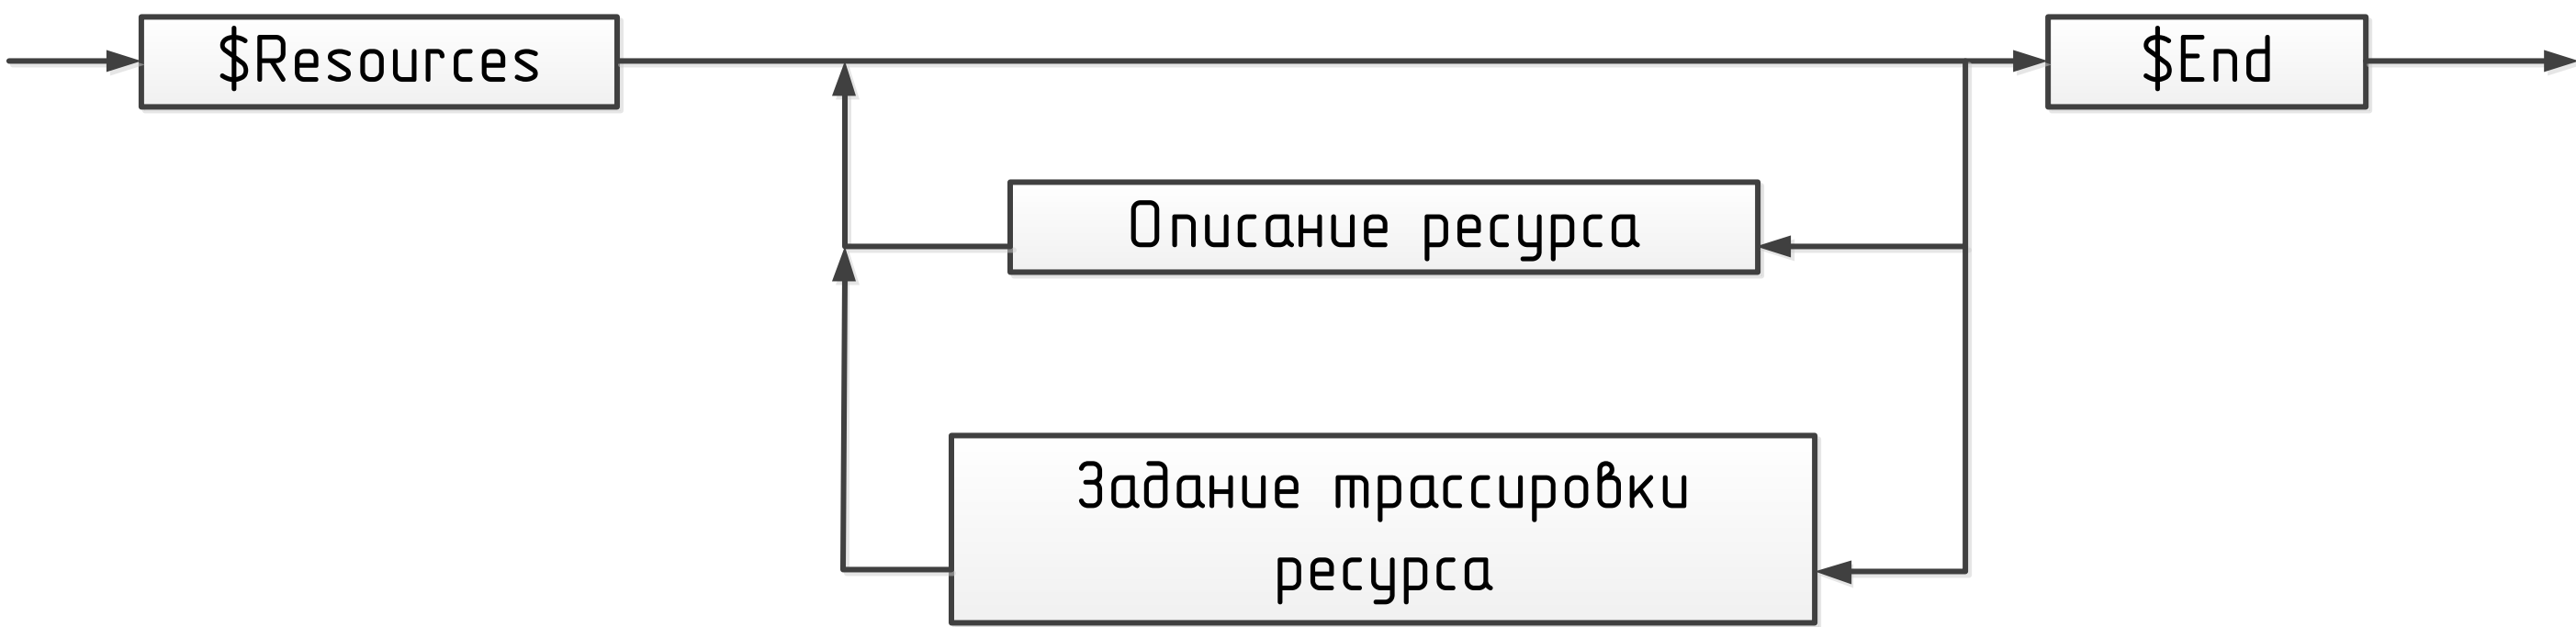 $Resources
$End
Описание ресурса
Задание трассировки
ресурса